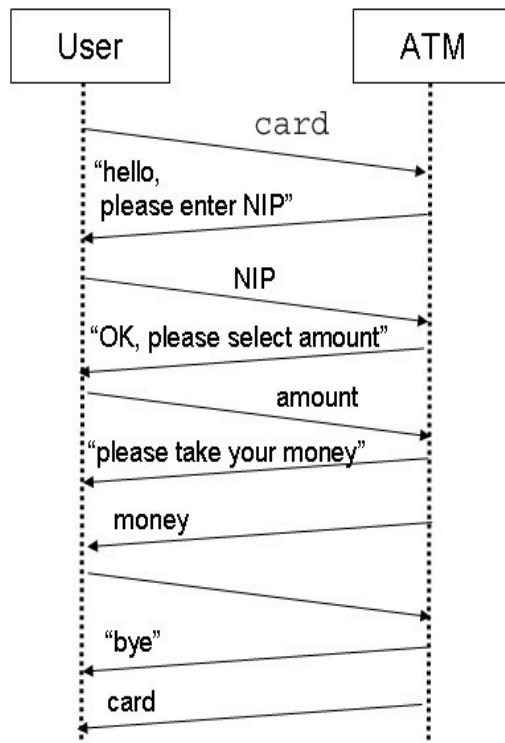 User
ATM
card
“hello,
please enter NIP”
NIP
“OK, please select amount”
amount
“please take your money”
money
“bye”
card